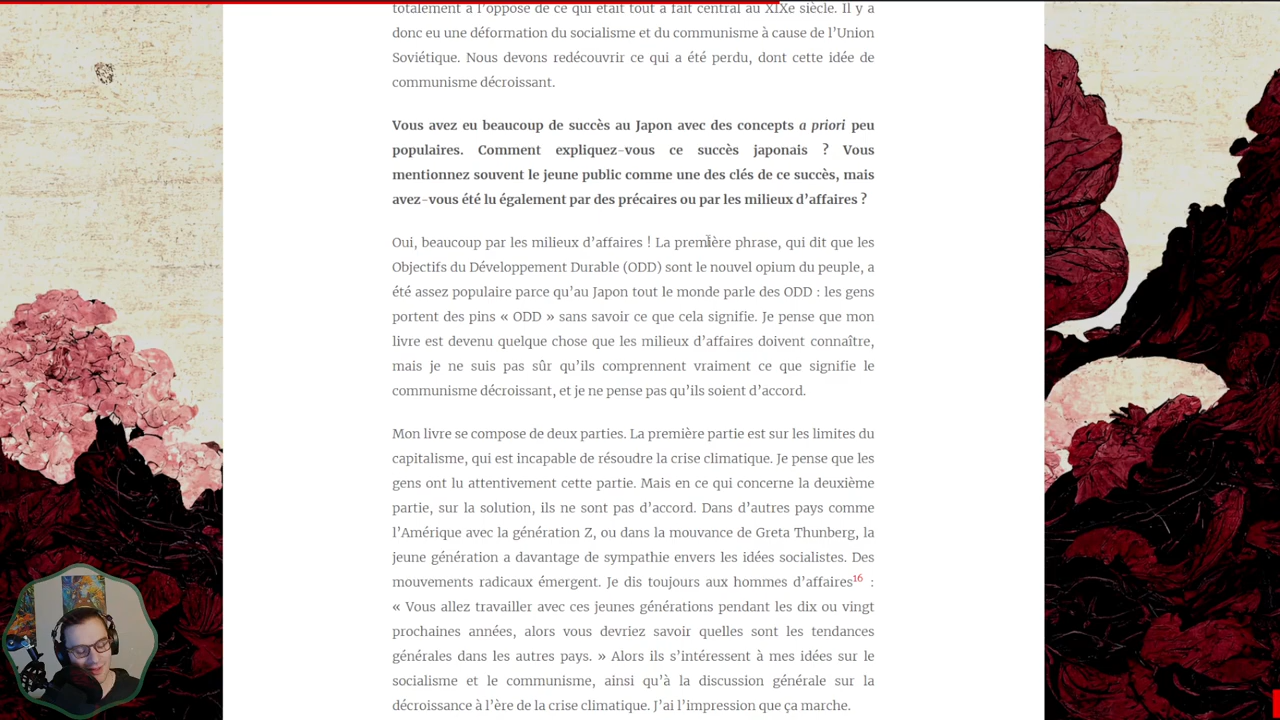 totalement à l'opposé de ce qui était tout à fait central au XIXe siècle. Il y a
donc eu une déformation du socialisme et du communisme à cause de l'Union
Soviétique. Nous devons redécouvrir ce qui a été perdu, dont cette idée de
communisme décroissant.
Vous avez eu beaucoup de succès au Japon avec des concepts a priori peu
populaires. Comment expliquez-vous ce succès japonais ? Vous
mentionnez souvent le jeune public comme une des clés de ce succès, mais
avez-vous été lu également par des précaires ou par les milieux d'affaires ?
Oui, beaucoup par les milieux d'affaires ! La première phrase, qui dit que les
Objectifs du Développement Durable (ODD) sont le nouvel opium du peuple, a
été assez populaire parce qu'au Japon tout le monde parle des ODD : les gens
portent des pins « ODD » sans savoir ce que cela signifie. Je pense que mon
livre est devenu quelque chose que les milieux d'affaires doivent connaître,
mais je ne suis pas sûr qu'ils comprennent vraiment ce que signifie le
communisme décroissant, et je ne pense pas qu'ils soient d'accord.
Mon livre se compose de deux parties. La première partie est sur les limites du
capitalisme, qui est incapable de résoudre la crise climatique. Je pense que les
gens ont lu attentivement cette partie. Mais en ce qui concerne la deuxième
partie, sur la solution, ils ne sont pas d'accord. Dans d'autres pays comme
l'Amérique avec la génération Z, ou dans la mouvance de Greta Thunberg, la
jeune génération a davantage de sympathie envers les idées socialistes. Des
mouvements radicaux émergent. Je dis toujours aux hommes d'affaires16 :
« Vous allez travailler avec ces jeunes générations pendant les dix ou vingt
prochaines années, alors vous devriez savoir quelles sont les tendances
générales dans les autres pays. » Alors ils s'intéressent à mes idées sur le
socialisme et le communisme, ainsi qu'à la discussion générale sur la
décroissance à l'ère de la crise climatique. J'ai l'impression que ça marche.